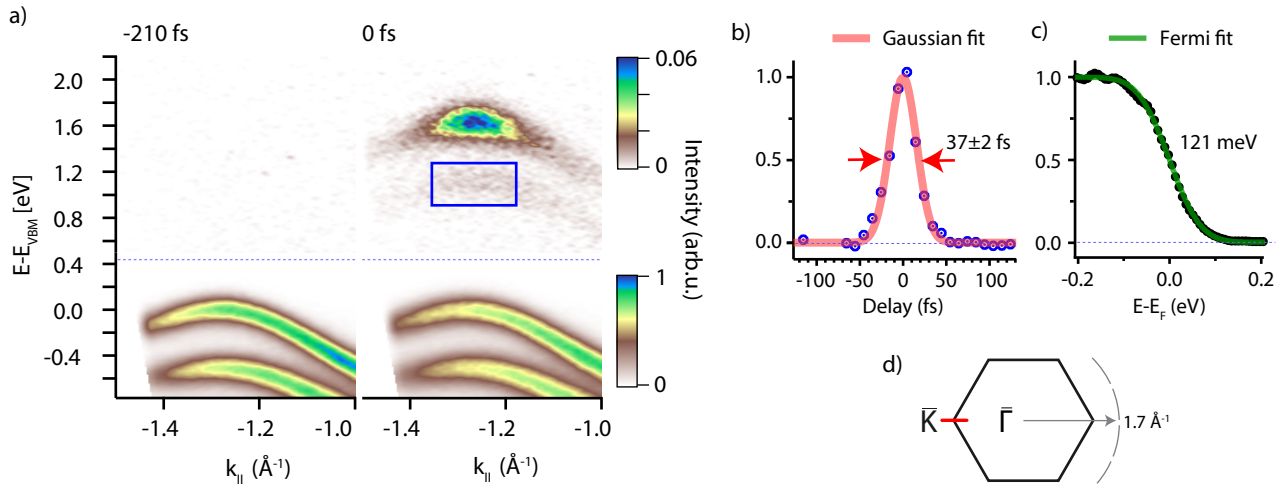 a)
-210 fs
0 fs
2.0
1.6
1.2
0.8
0.4
0.0
-0.4
E-E_VBM [eV]
-1.4
-1.2
-1.0
k_|| (Å⁻¹)
-1.4
-1.2
-1.0
k_|| (Å⁻¹)
0.06
0
Intensity (arb.u.)
1
0
b)
Gaussian fit
1.0
0.5
0.0
37±2 fs
-100
-50
0
50
100
Delay (fs)
c)
Fermi fit
1.0
0.5
0.0
121 meV
-0.2
0.0
0.2
E-E_F (eV)
d)
K̅
Γ̅
1.7 Å⁻¹